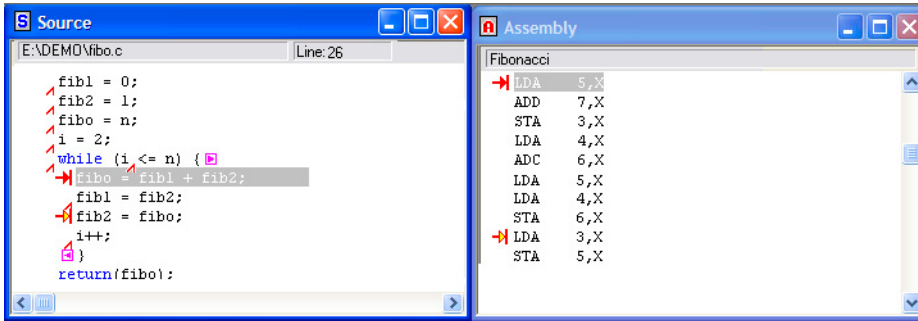 S Source
E:\DEMO\fibo.c Line: 26
fib1 = 0;
fib2 = 1;
fibo = n;
i = 2;
while (i <= n) {
fibo = fib1 + fib2;
fib1 = fib2;
fib2 = fibo;
i++;
}
return(fibo);
A Assembly
Fibonacci
LDA 5,X
ADD 7,X
STA 3,X
LDA 4,X
ADC 6,X
LDA 5,X
LDA 4,X
STA 6,X
LDA 3,X
STA 5,X